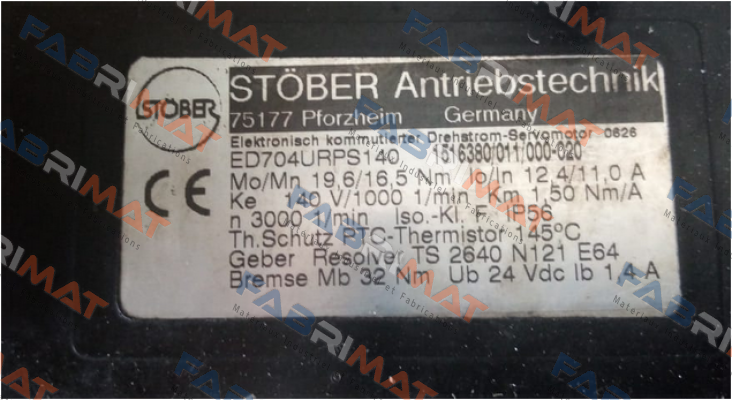 STÖBER
STÖBER Antriebstechnik
75177 Pforzheim Germany
Elektronisch kommutierter Drehstrom-Servomotor 0626
ED704URPS140 1516380/011/000-020
CE
Mo/Mn 19,6/16,5 Nm Io/In 12,4/11,0 A
Ke 140 V/1000 1/min Km 1,50 Nm/A
n 3000 1/min Iso.-Kl. F IP56
Th.Schutz PTC-Thermistor 145ºC
Geber Resolver TS 2640 N121 E64
Bremse Mb 32 Nm Ub 24 Vdc Ib 1,4 A
FABRIMAT